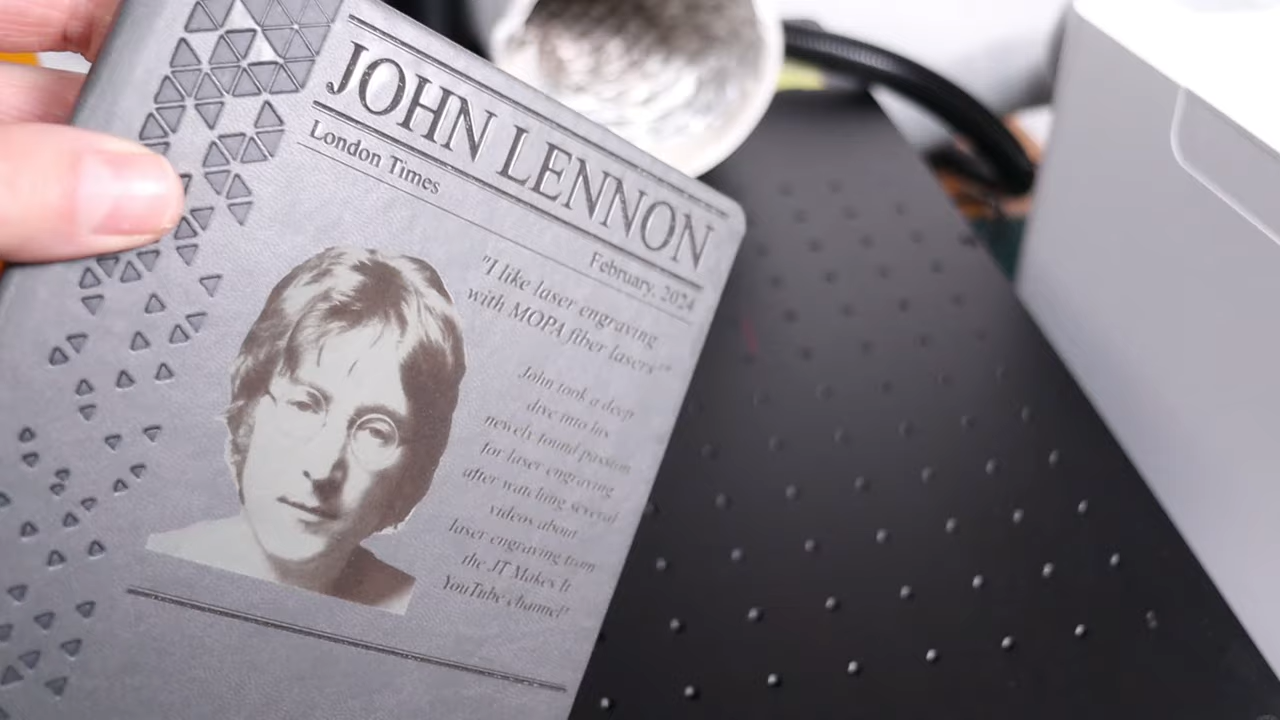 JOHN LENNON
London Times
February, 2024
"I like laser engraving
with MOPA fiber lasers"
John took a deep
dive into his
newly found passion
for laser engraving
after watching several
videos about
laser engraving from
the JT Makes It
YouTube channel!